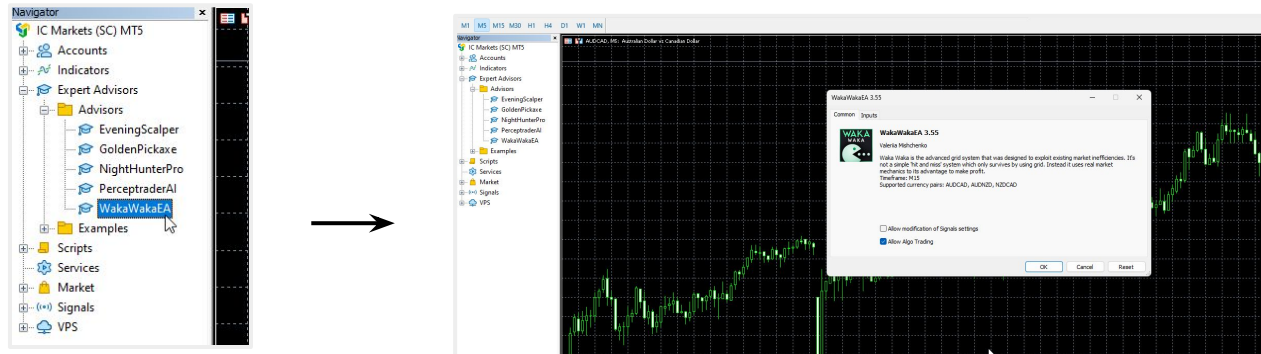 Navigator
IC Markets (SC) MT5
Accounts
Indicators
Expert Advisors
Advisors
EveningScalper
GoldenPickaxe
NightHunterPro
PerceptraderAI
WakaWakaEA
Examples
Scripts
Services
Market
Signals
VPS
M1 M5 M15 M30 H1 H4 D1 W1 MN
Navigator
IC Markets (SC) MT5
Accounts
Indicators
Expert Advisors
Advisors
EveningScalper
GoldenPickaxe
NightHunterPro
PerceptraderAI
WakaWakaEA
Examples
Scripts
Services
Market
Signals
VPS
AUDCAD, M5: Australian Dollar vs Canadian Dollar
WakaWakaEA 3.55
Common Inputs
WAKA
WAKA
WakaWakaEA 3.55
Valeriia Mishchenko
Waka Waka is the advanced grid system that was designed to exploit existing market inefficiencies. It's
not a simple "hit and miss' system which only survives by using grid. Instead it uses real market
mechanics to its advantage to make profit.
Timeframe: M15
Supported currency pairs: AUDCAD, AUDNZD, NZDCAD
Allow modification of Signals settings
Allow Algo Trading
OK Cancel Reset